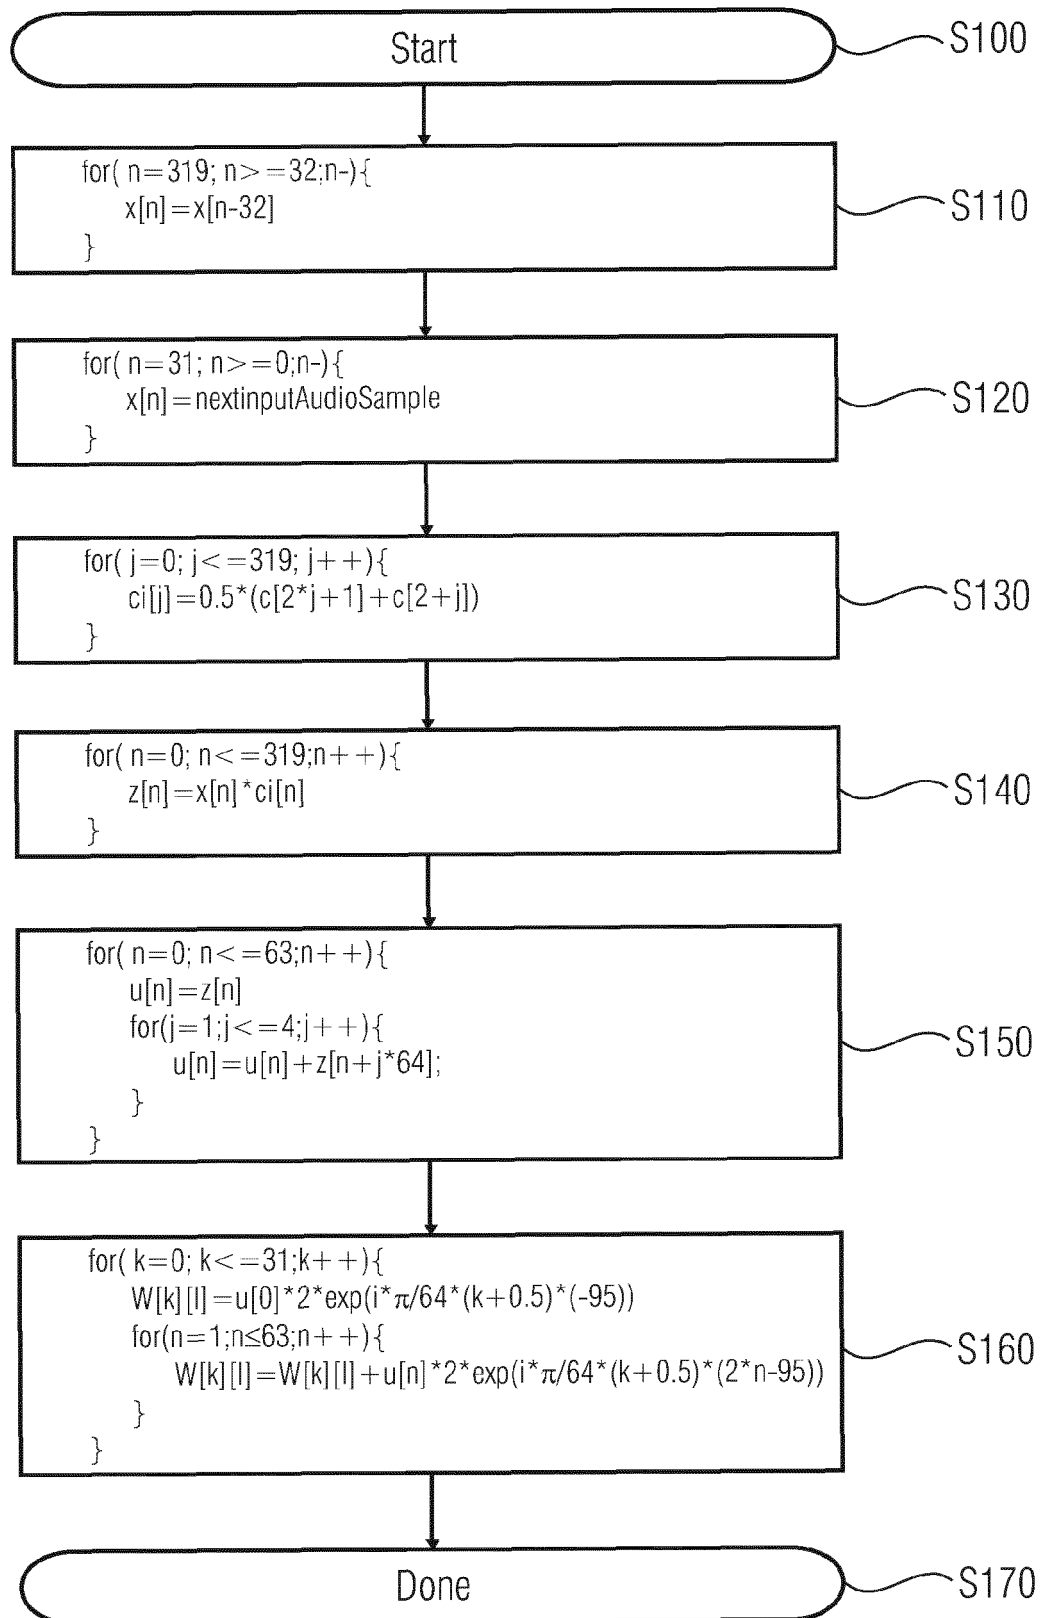 Start
S100
for( n=319; n>=32;n-){
x[n]=x[n-32]
}
S110
for( n=31; n>=0;n-){
x[n]=nextinputAudioSample
}
S120
for( j=0; j<=319; j++){
ci[j]=0.5*(c[2*j+1]+c[2+j])
}
S130
for( n=0; n<=319;n++){
z[n]=x[n]*ci[n]
}
S140
for( n=0; n<=63;n++){
u[n]=z[n]
for(j=1;j<=4;j++){
u[n]=u[n]+z[n+j*64];
}
}
S150
for( k=0; k<=31;k++){
W[k][l]=u[0]*2*exp(i*π/64*(k+0.5)*(-95))
for(n=1;n≤63;n++){
W[k][l]=W[k][l]+u[n]*2*exp(i*π/64*(k+0.5)*(2*n-95))
}
}
S160
Done
S170